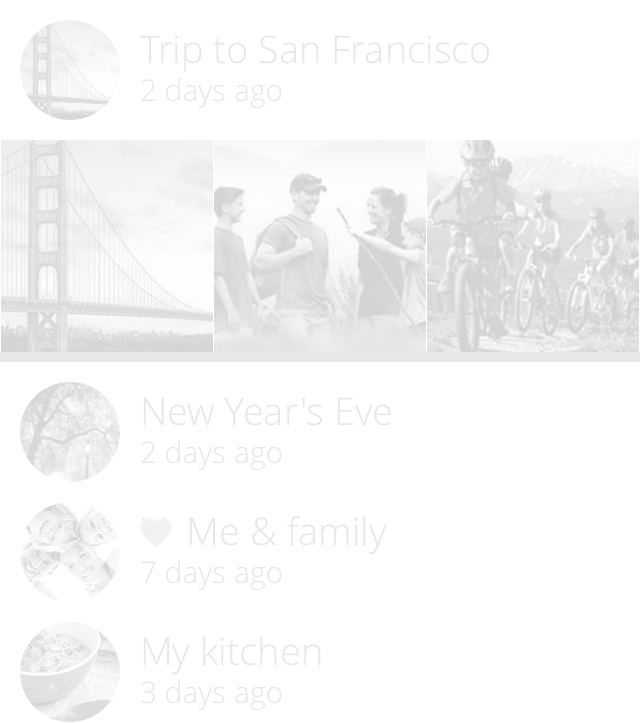 Trip to San Francisco
2 days ago
New Year's Eve
2 days ago
Me & family
7 days ago
My kitchen
3 days ago